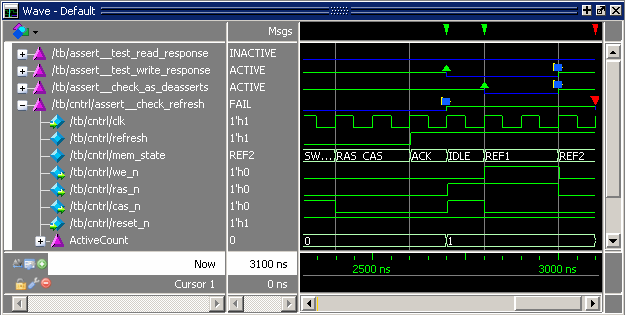 Wave - Default
Msgs
/tb/assert__test_read_response INACTIVE
/tb/assert__test_write_response ACTIVE
/tb/assert__check_as_deasserts ACTIVE
/tb/cntrl/assert__check_refresh FAIL
/tb/cntrl/clk 1'h1
/tb/cntrl/refresh 1'h1
/tb/cntrl/mem_state REF2 SW... RAS_CAS ACK IDLE REF1 REF2
/tb/cntrl/we_n 1'h0
/tb/cntrl/ras_n 1'h0
/tb/cntrl/cas_n 1'h0
/tb/cntrl/reset_n 1'h1
ActiveCount 0 0 1
Now 3100 ns 2500 ns 3000 ns
Cursor 1 0 ns